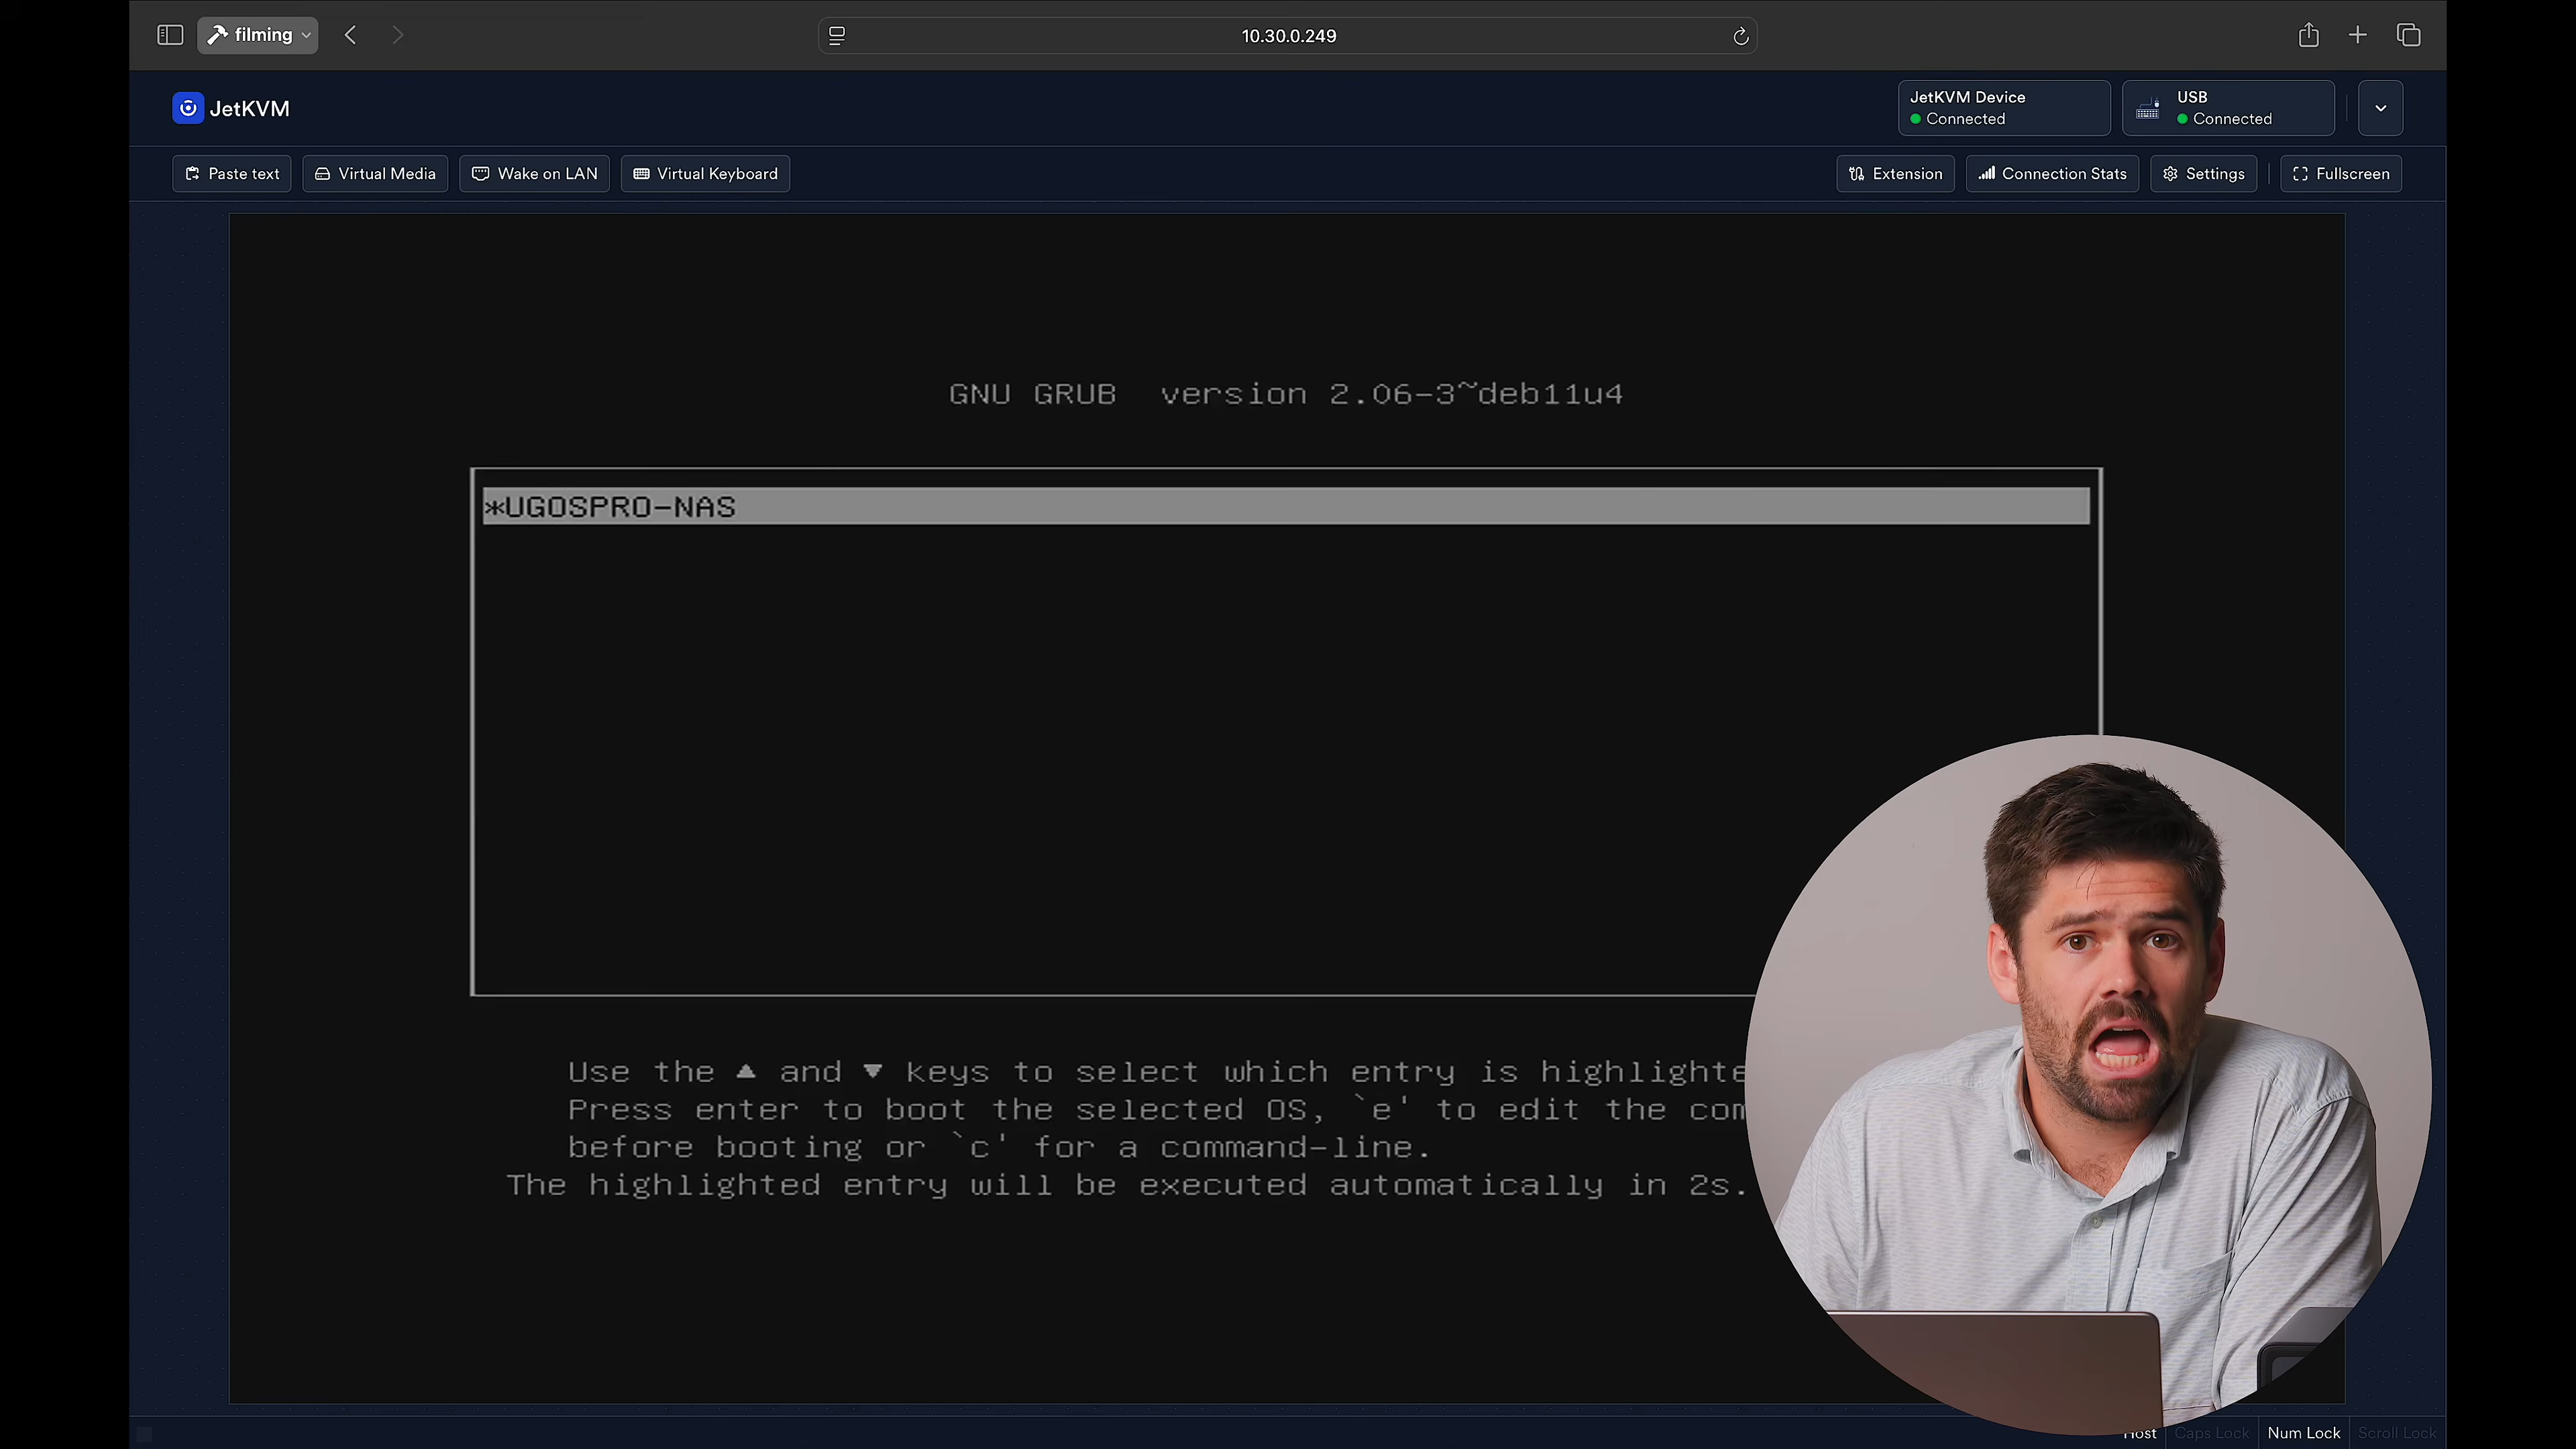 filming
10.30.0.249
JetKVM
JetKVM Device
Connected
USB
Connected
Paste text
Virtual Media
Wake on LAN
Virtual Keyboard
Extension
Connection Stats
Settings
Fullscreen
GNU GRUB version 2.06-3~deb11u4
*UGOSPRO-NAS
Use the ▲ and ▼ keys to select which entry is highlighte
Press enter to boot the selected OS, `e' to edit the com
before booting or `c' for a command-line.
The highlighted entry will be executed automatically in 2s.
Host
Caps Lock
Num Lock
Scroll Lock